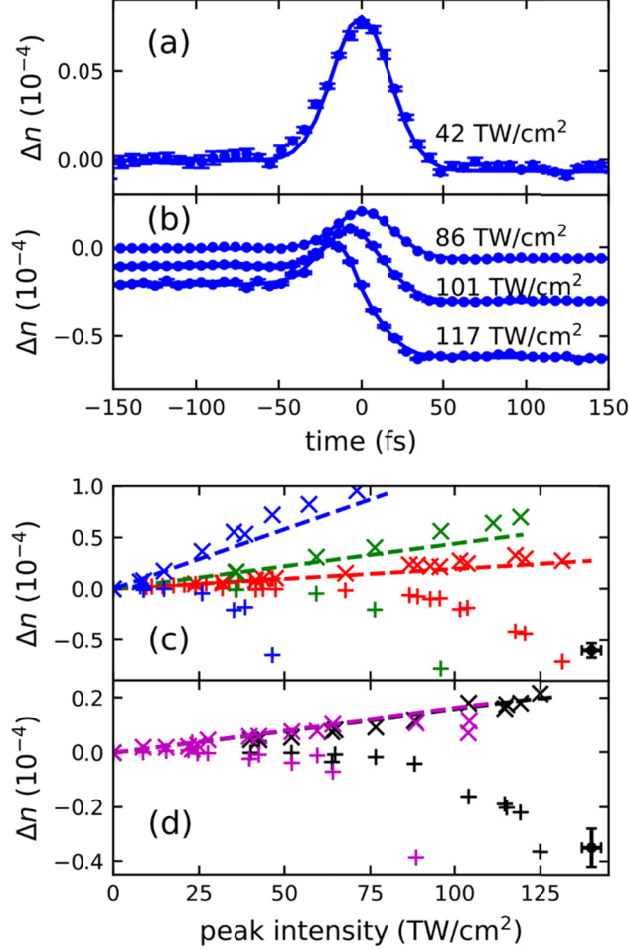 (a)
Δn (10⁻⁴)
0.05
0.00
42 TW/cm²
(b)
Δn (10⁻⁴)
0.0
−0.5
86 TW/cm²
101 TW/cm²
117 TW/cm²
−150 −100 −50 0 50 100 150
time (fs)
Δn (10⁻⁴)
1.0
0.5
0.0
−0.5
(c)
Δn (10⁻⁴)
0.2
0.0
−0.2
−0.4
(d)
0 25 50 75 100 125
peak intensity (TW/cm²)